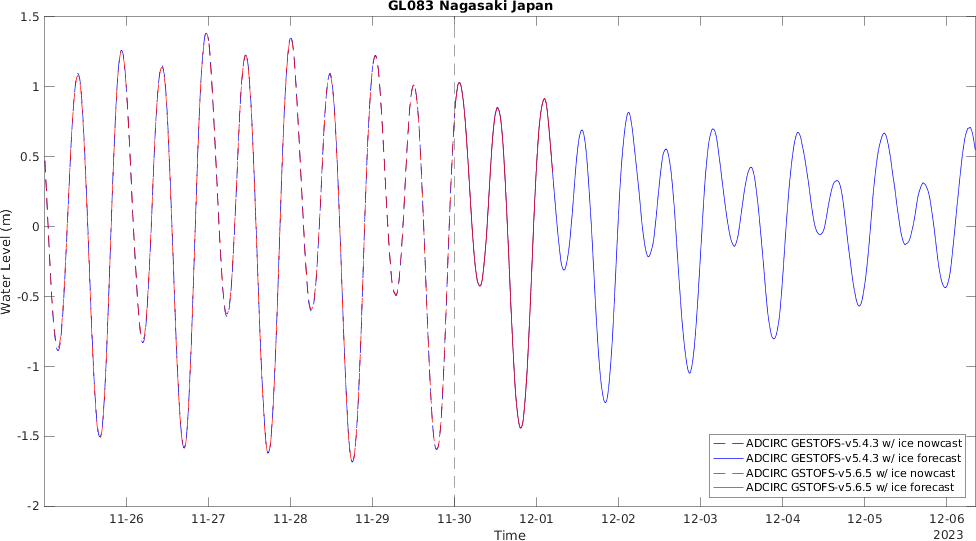 GL083 Nagasaki Japan
1.5
1
0.5
0
-0.5
-1
-1.5
-2
Water Level (m)
11-26 11-27 11-28 11-29 11-30 12-01 12-02 12-03 12-04 12-05 12-06
2023
Time
ADCIRC GESTOFS-v5.4.3 w/ ice nowcast
ADCIRC GESTOFS-v5.4.3 w/ ice forecast
ADCIRC GSTOFS-v5.6.5 w/ ice nowcast
ADCIRC GSTOFS-v5.6.5 w/ ice forecast